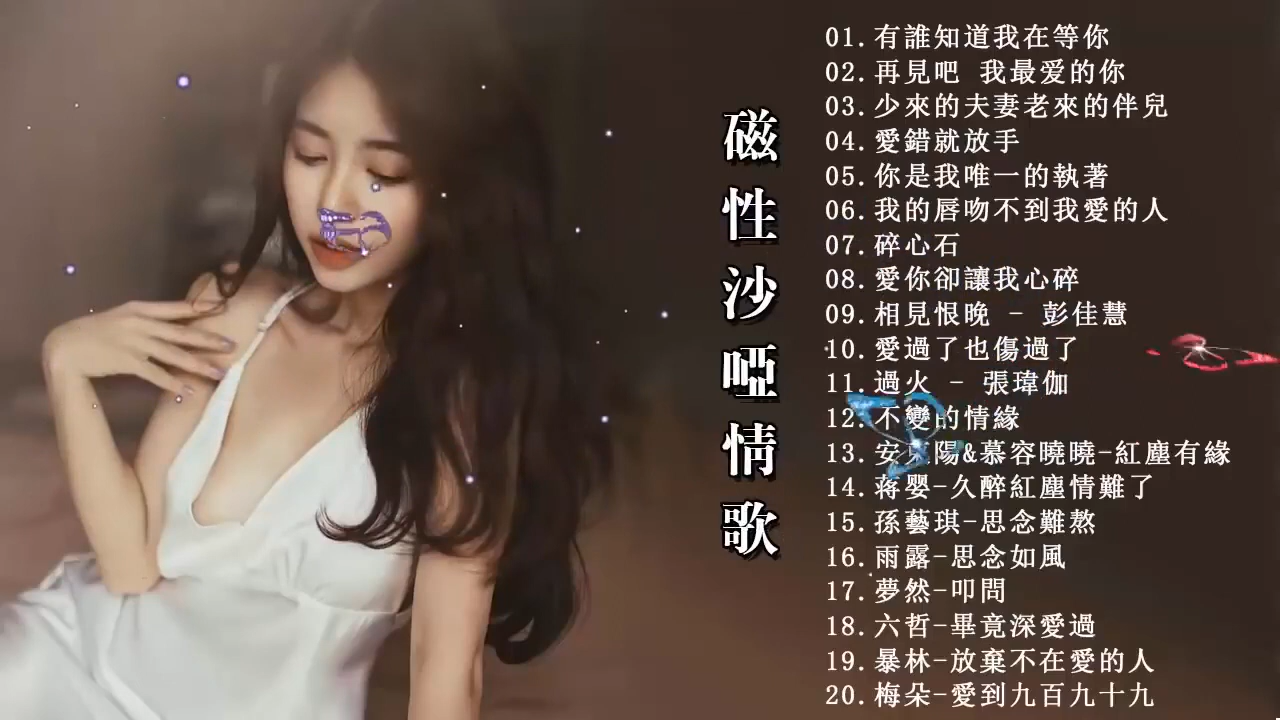 磁性沙啞情歌
01.有誰知道我在等你
02.再見吧 我最爱的你
03.少來的夫妻老來的伴兒
04.愛錯就放手
05.你是我唯一的執著
06.我的唇吻不到我愛的人
07.碎心石
08.愛你卻讓我心碎
09.相見恨晚 - 彭佳慧
10.愛過了也傷過了
11.過火 - 張瑋伽
12.不變的情緣
13.安東陽&慕容曉曉-紅塵有緣
14.蒋婴-久醉紅塵情難了
15.孫藝琪-思念難熬
16.雨露-思念如風
17.夢然-叩問
18.六哲-畢竟深愛過
19.暴林-放棄不在愛的人
20.梅朵-愛到九百九十九